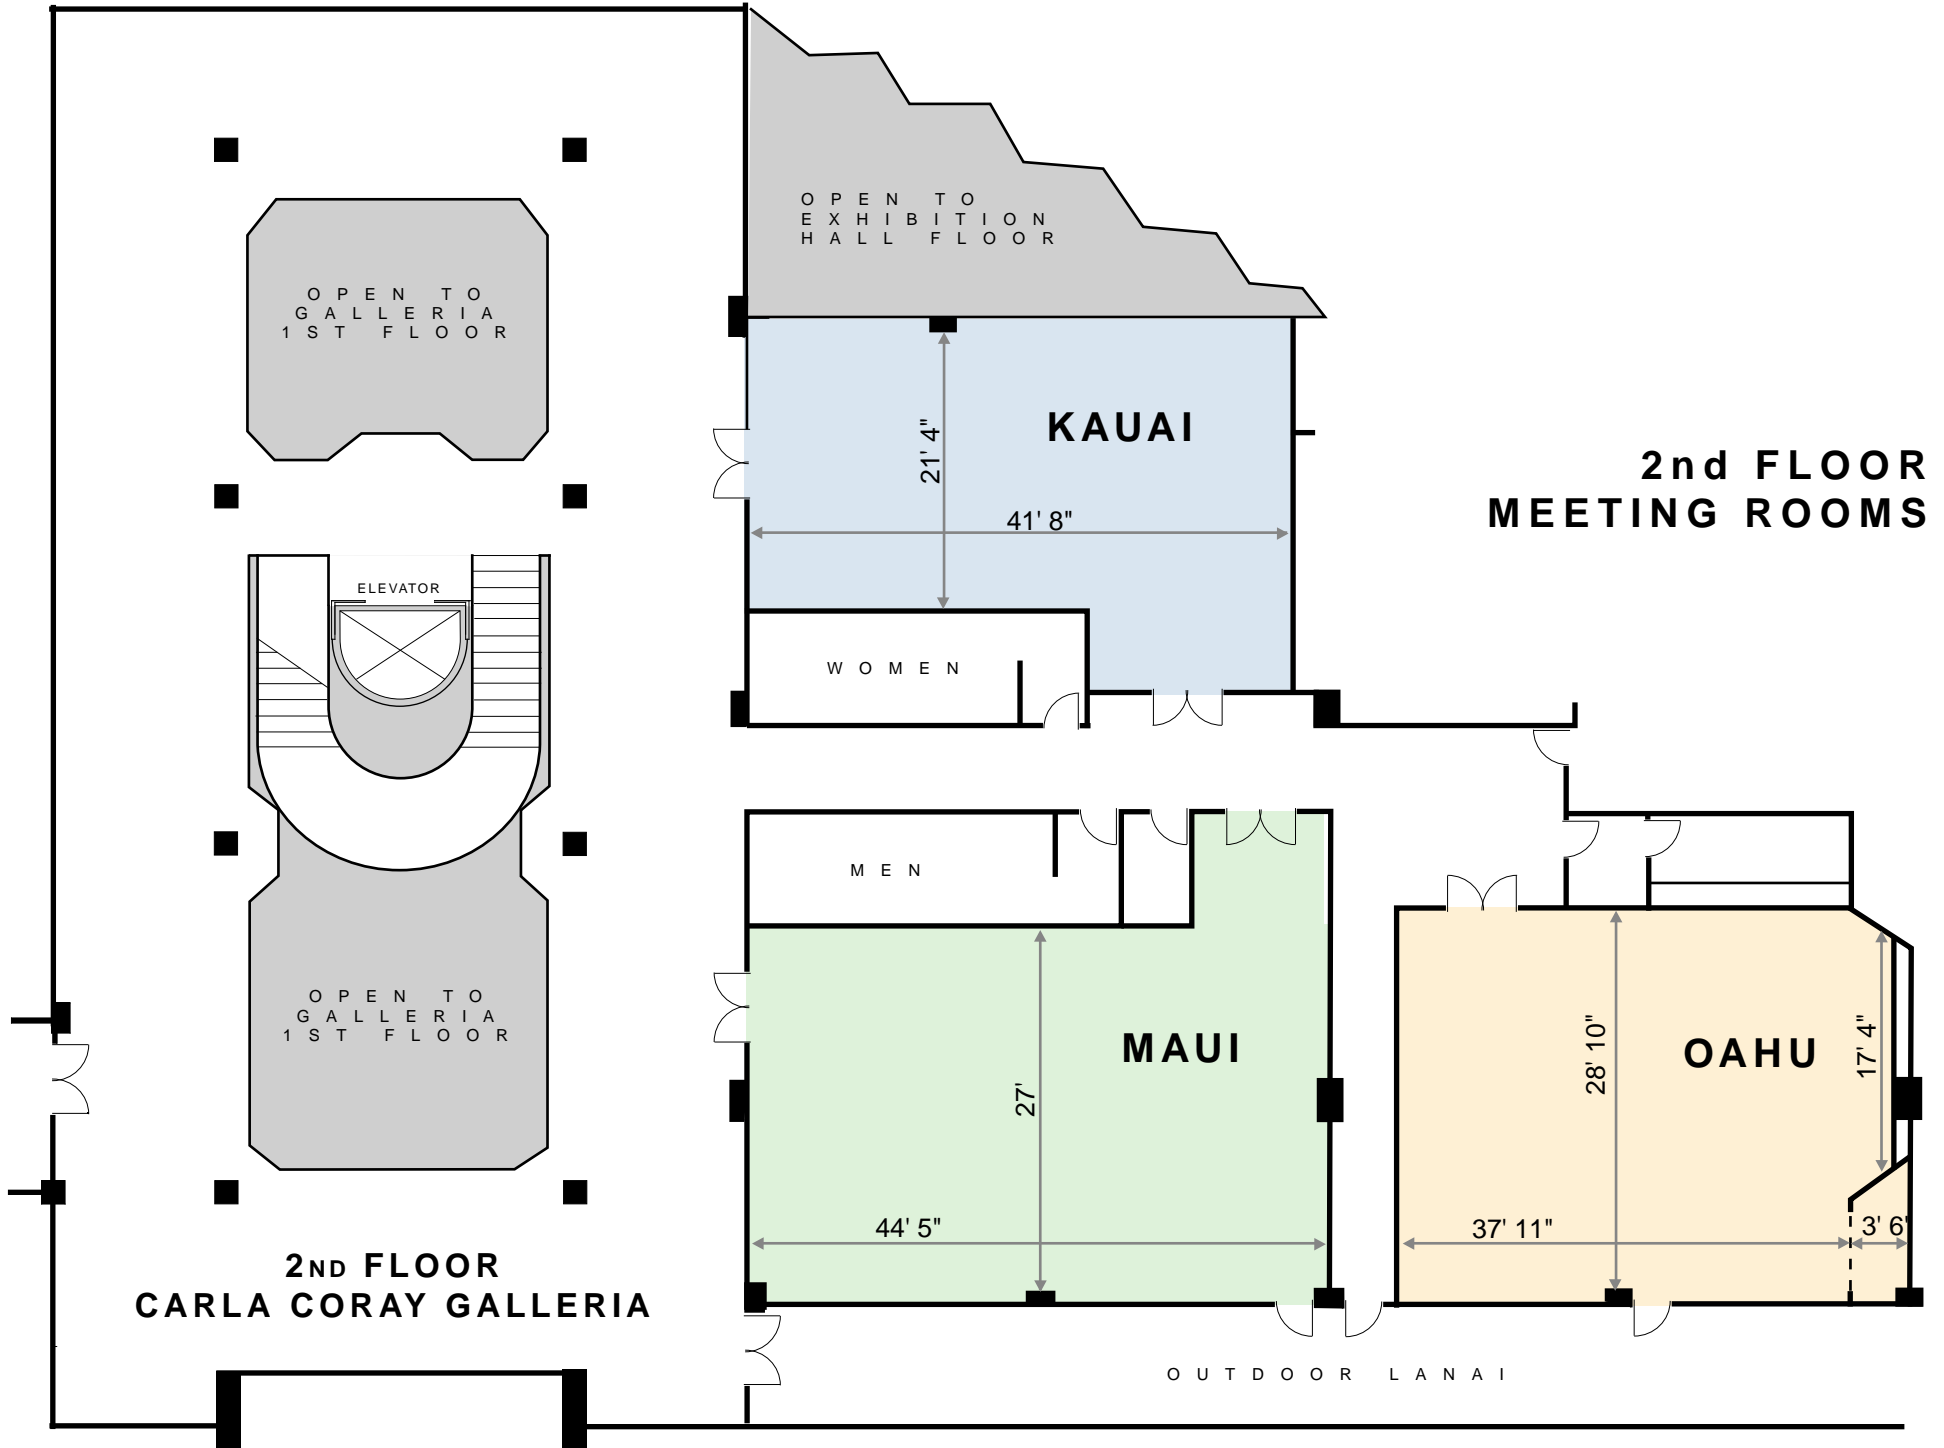 OPEN TO
EXHIBITION
HALL FLOOR
OPEN TO
GALLERIA
1ST FLOOR
KAUAI
21' 4"
41' 8"
2nd FLOOR
MEETING ROOMS
ELEVATOR
WOMEN
MEN
OPEN TO
GALLERIA
1ST FLOOR
MAUI
27'
44' 5"
OAHU
28' 10"
17' 4"
37' 11"
3' 6'
2ND FLOOR
CARLA CORAY GALLERIA
OUTDOOR LANAI